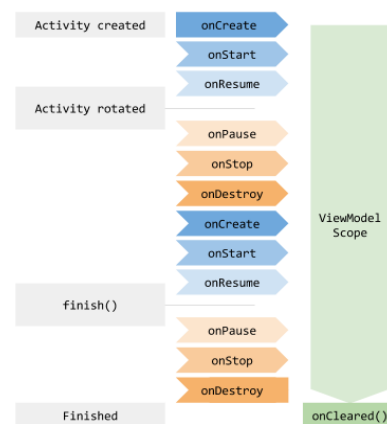 Activity created
onCreate
onStart
onResume
Activity rotated
onPause
onStop
onDestroy
onCreate
onStart
onResume
ViewModel
Scope
finish()
onPause
onStop
onDestroy
Finished
onCleared()